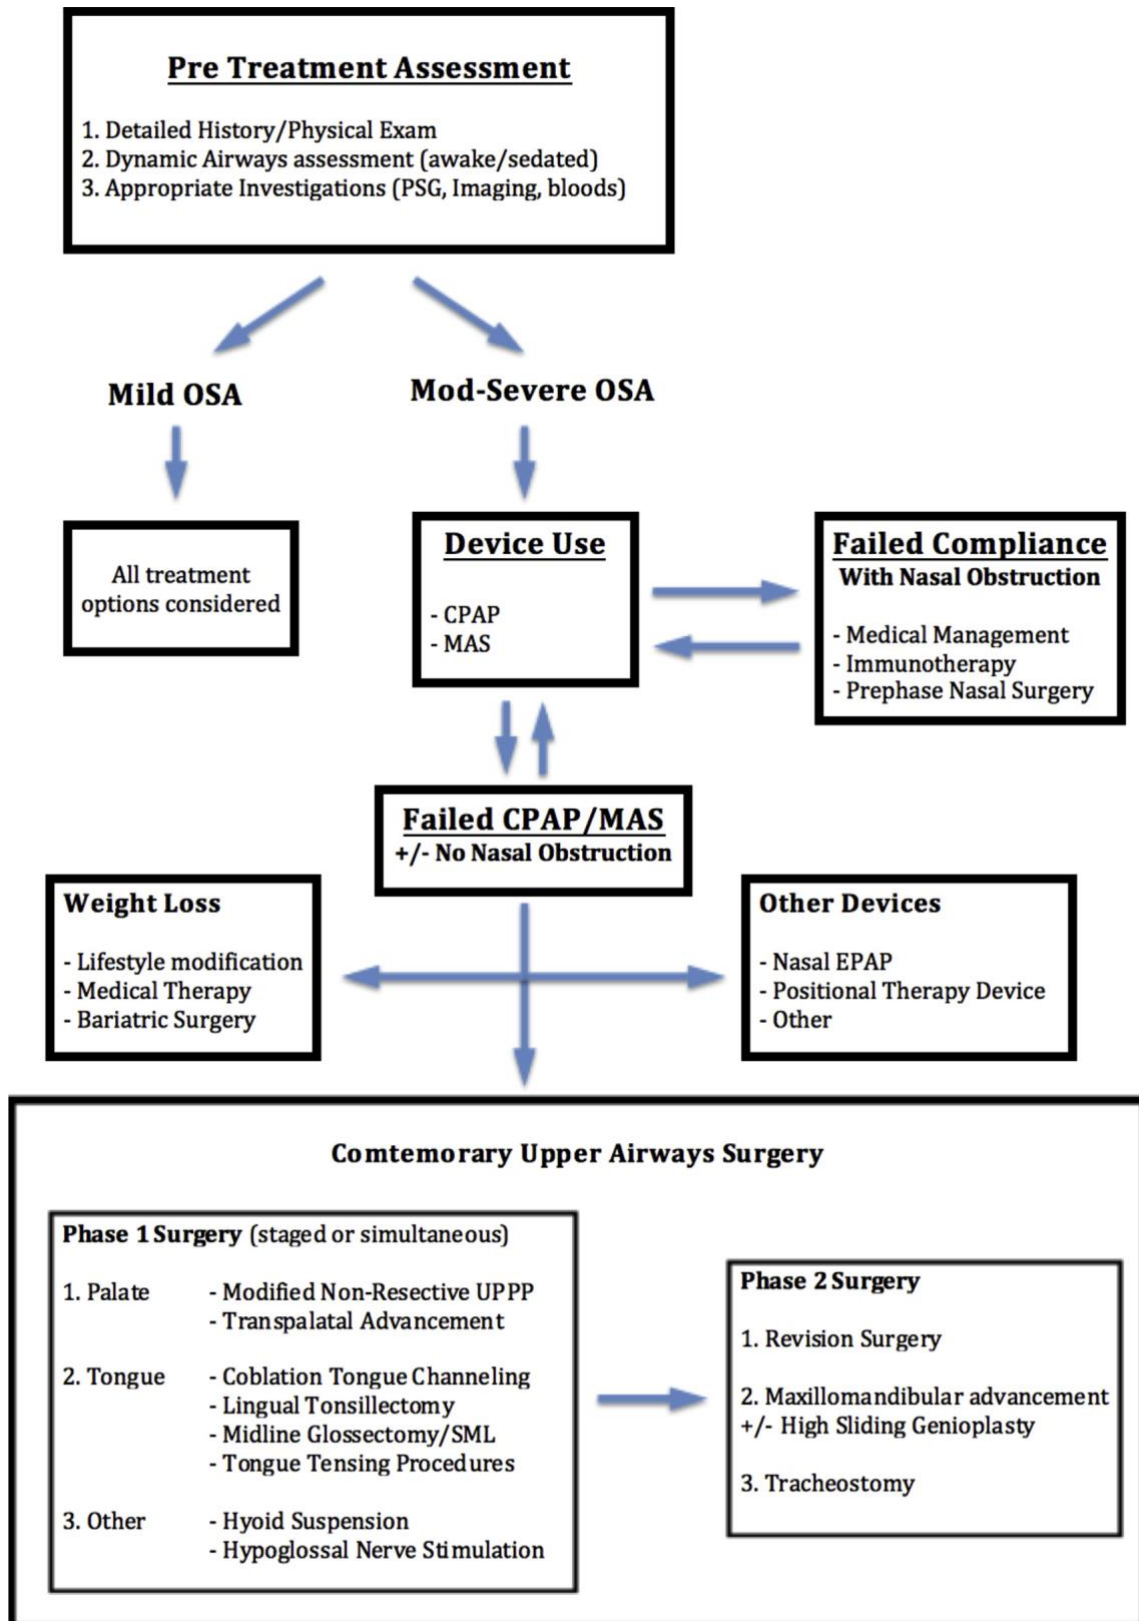 Pre Treatment Assessment
1. Detailed History/Physical Exam
2. Dynamic Airways assessment (awake/sedated)
3. Appropriate Investigations (PSG, Imaging, bloods)
Mild OSA
Mod-Severe OSA
All treatment
options considered
Device Use
- CPAP
- MAS
Failed Compliance
With Nasal Obstruction
- Medical Management
- Immunotherapy
- Prephase Nasal Surgery
Failed CPAP/MAS
+/- No Nasal Obstruction
Weight Loss
- Lifestyle modification
- Medical Therapy
- Bariatric Surgery
Other Devices
- Nasal EPAP
- Positional Therapy Device
- Other
Comtemorary Upper Airways Surgery
Phase 1 Surgery (staged or simultaneous)
1. Palate - Modified Non-Resective UPPP
- Transpalatal Advancement
2. Tongue - Coblation Tongue Channeling
- Lingual Tonsillectomy
- Midline Glossectomy/SML
- Tongue Tensing Procedures
3. Other - Hyoid Suspension
- Hypoglossal Nerve Stimulation
Phase 2 Surgery
1. Revision Surgery
2. Maxillomandibular advancement
+/- High Sliding Genioplasty
3. Tracheostomy